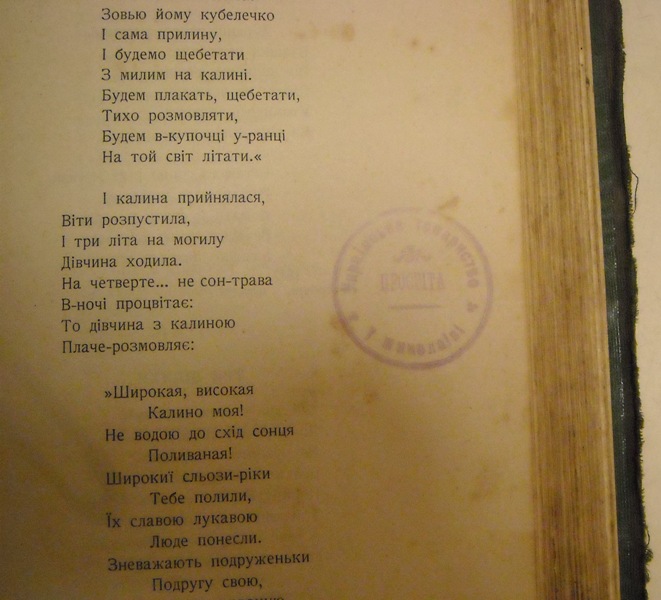 Зовью йому кубелечко
І сама прилину,
І будемо щебетати
З милим на калині.
Будем плакать, щебетати,
Тихо розмовляти,
Будем в-купочці у-ранці
На той світ літати.«
І калина прийнялася,
Віти розпустила,
І три літа на могилу
Дівчина ходила.
На четверте... не сон-трава
В-ночі процвітає:
То дівчина з калиною
Плаче-розмовляє:
»Широкая, високая
Калино моя!
Не водою до схід сонця
Поливаная!
Широкиї сльози-ріки
Тебе полили,
Їх славою лукавою
Люде понесли.
Зневажають подруженьки
Подругу свою,
товариство
ПРОСВІТА